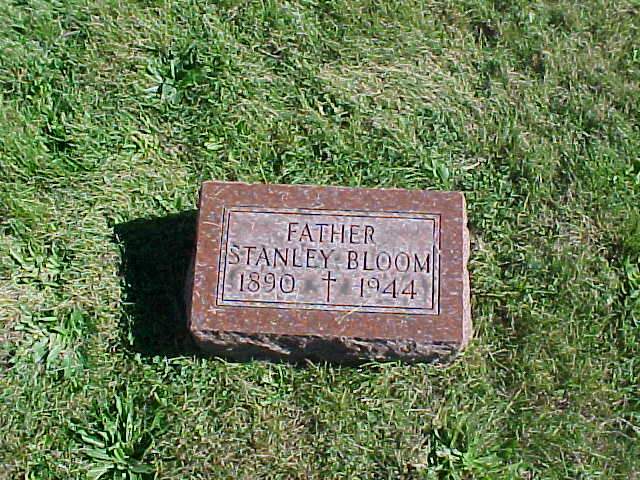 FATHER
STANLEY BLOOM
1890 † 1944